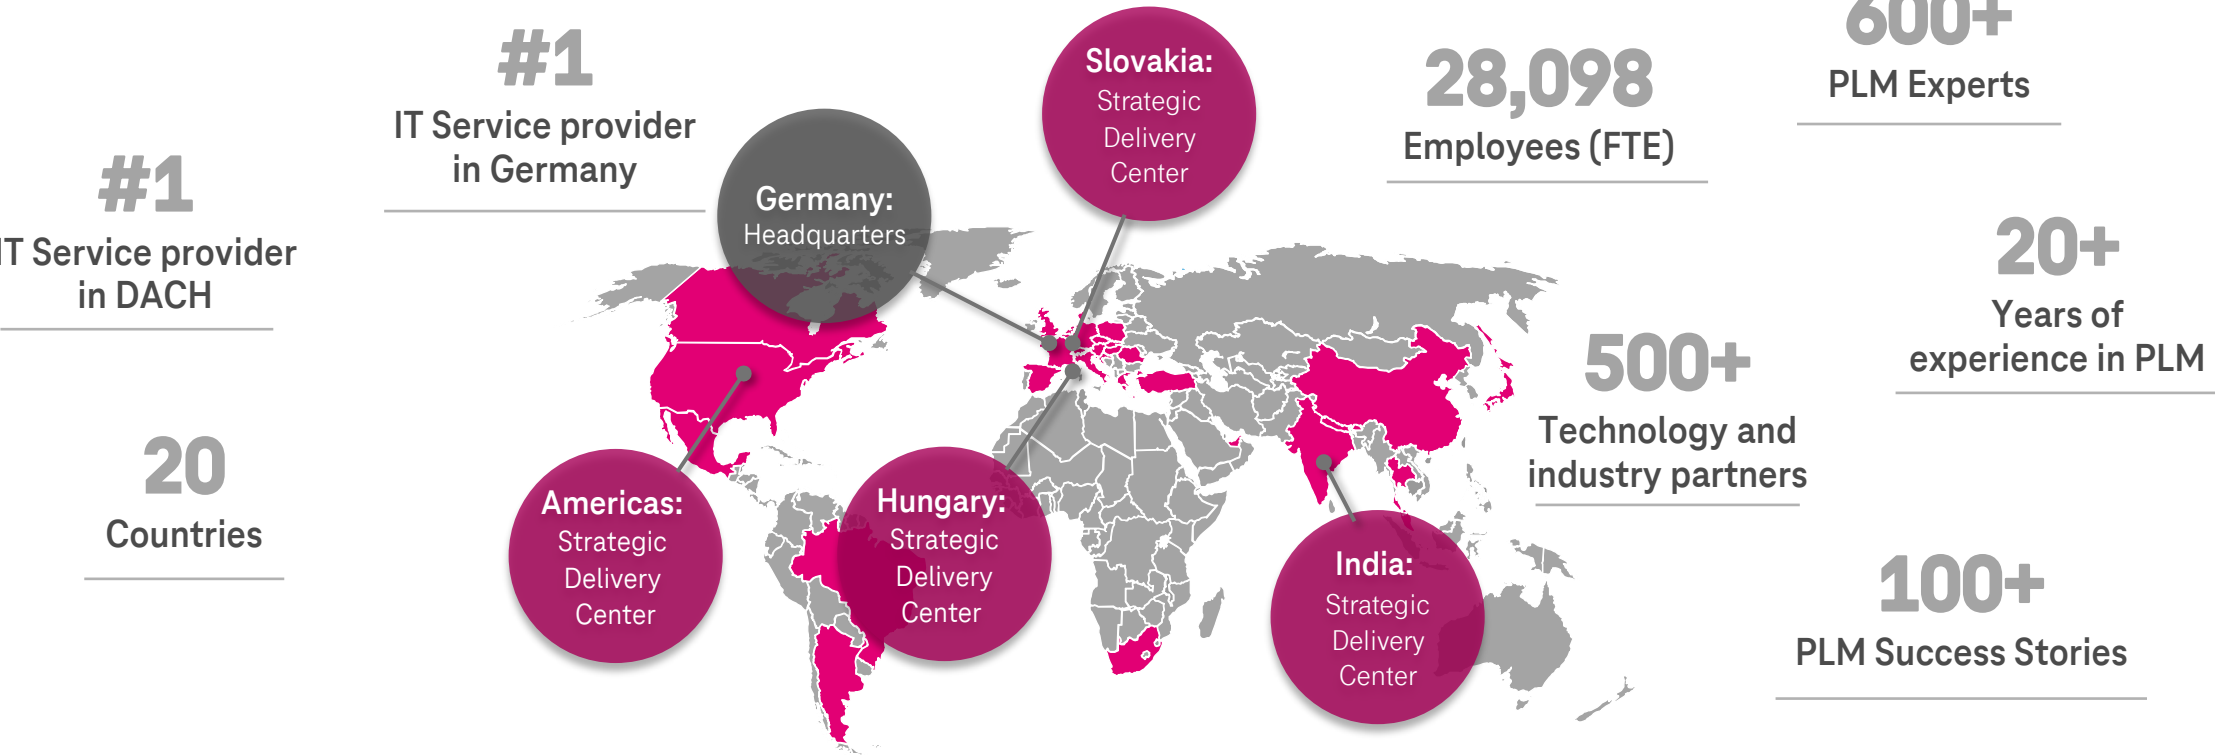 #1
IT Service provider
in DACH
20
Countries
#1
IT Service provider
in Germany
Germany:
Headquarters
Slovakia:
Strategic
Delivery
Center
Americas:
Strategic
Delivery
Center
Hungary:
Strategic
Delivery
Center
India:
Strategic
Delivery
Center
28,098
Employees (FTE)
600+
PLM Experts
20+
Years of
experience in PLM
500+
Technology and
industry partners
100+
PLM Success Stories